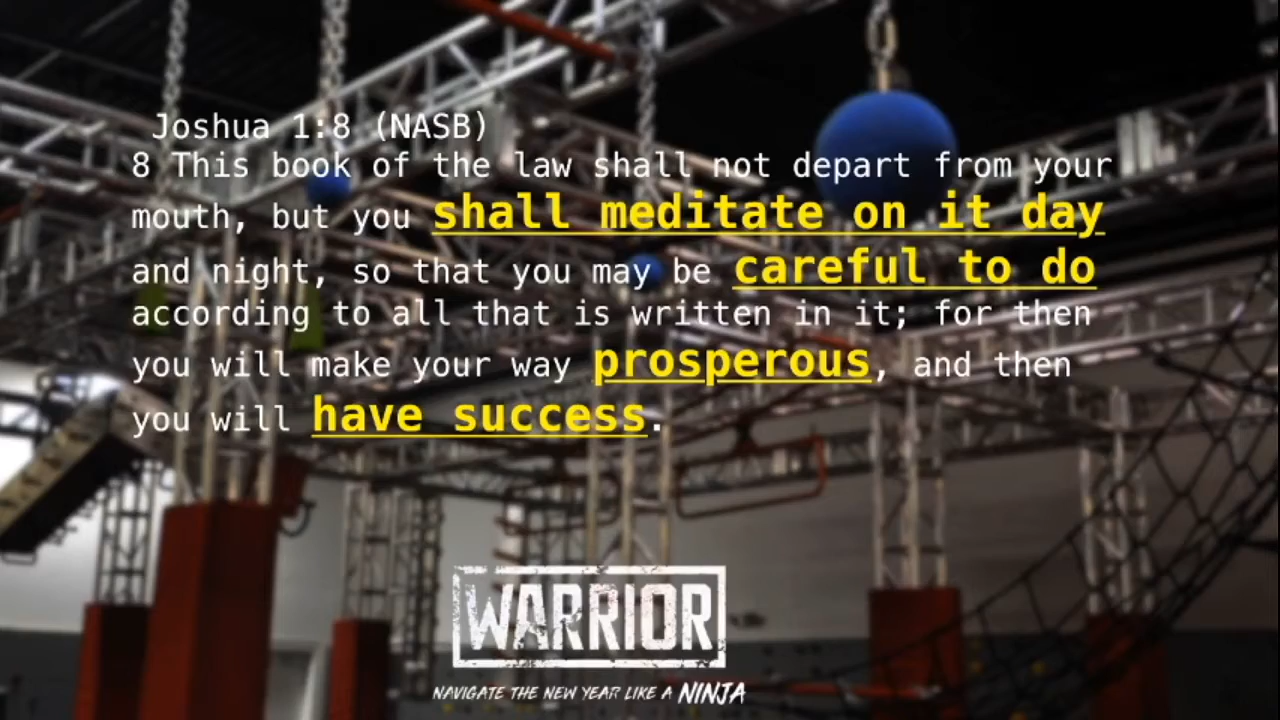 Joshua 1:8 (NASB)
8 This book of the law shall not depart from your
mouth, but you shall meditate on it day
and night, so that you may be careful to do
according to all that is written in it; for then
you will make your way prosperous, and then
you will have success.
WARRIOR
NAVIGATE THE NEW YEAR LIKE A NINJA